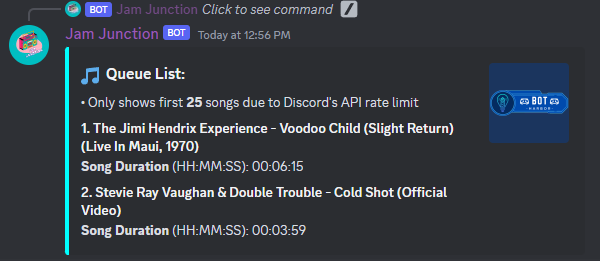 BOT Jam Junction Click to see command
Jam Junction BOT Today at 12:56 PM
Queue List:
• Only shows first 25 songs due to Discord's API rate limit
BOT
HARBOR
1. The Jimi Hendrix Experience - Voodoo Child (Slight Return)
(Live In Maui, 1970)
Song Duration (HH:MM:SS): 00:06:15
2. Stevie Ray Vaughan & Double Trouble - Cold Shot (Official
Video)
Song Duration (HH:MM:SS): 00:03:59